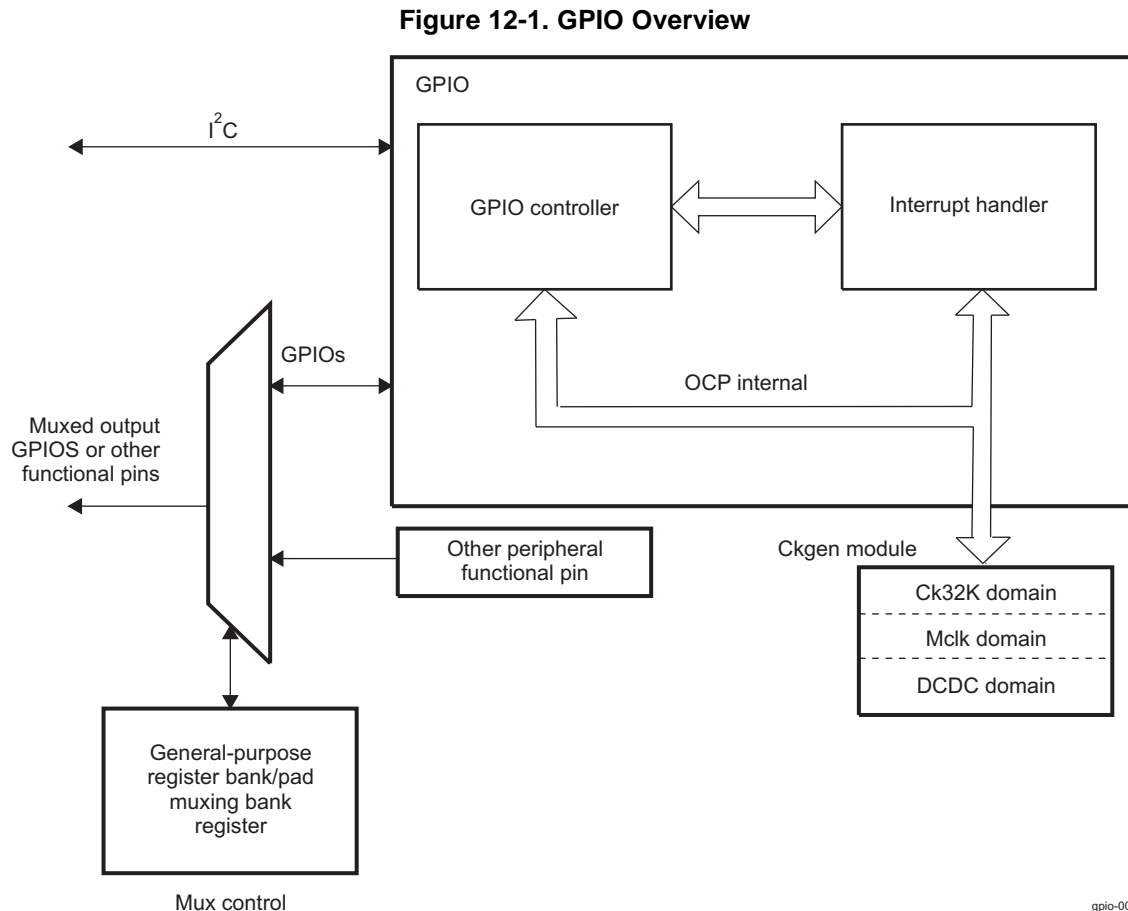 Figure 12-1. GPIO Overview
GPIO
I2C
GPIO controller
Interrupt handler
GPIOs
OCP internal
Muxed output
GPIOS or other
functional pins
Other peripheral
functional pin
Ckgen module
Ck32K domain
Mclk domain
DCDC domain
General-purpose
register bank/pad
muxing bank
register
Mux control